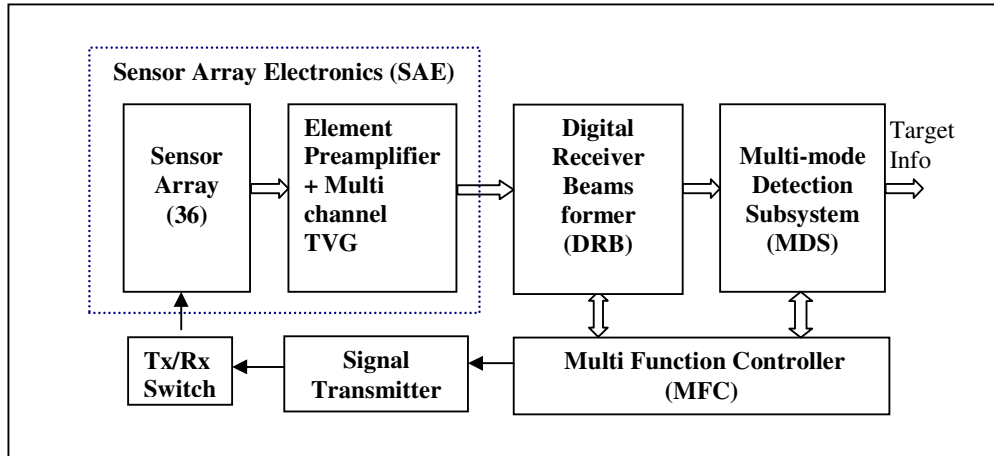 Sensor Array Electronics (SAE)
Sensor
Array
(36)
Element
Preamplifier
+ Multi
channel
TVG
Digital
Receiver
Beams
former
(DRB)
Multi-mode
Detection
Subsystem
(MDS)
Target
Info
Tx/Rx
Switch
Signal
Transmitter
Multi Function Controller
(MFC)